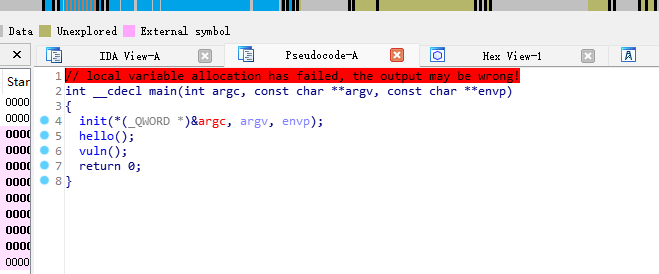 Data Unexplored External symbol
IDA View-A Pseudocode-A Hex View-1 A
Star
0000
0000
0000
0000
0000
0000
0000
0000
0000
0000
1 // local variable allocation has failed, the output may be wrong!
2 int __cdecl main(int argc, const char **argv, const char **envp)
3 {
4 init(*(_QWORD *)&argc, argv, envp);
5 hello();
6 vuln();
7 return 0;
8 }